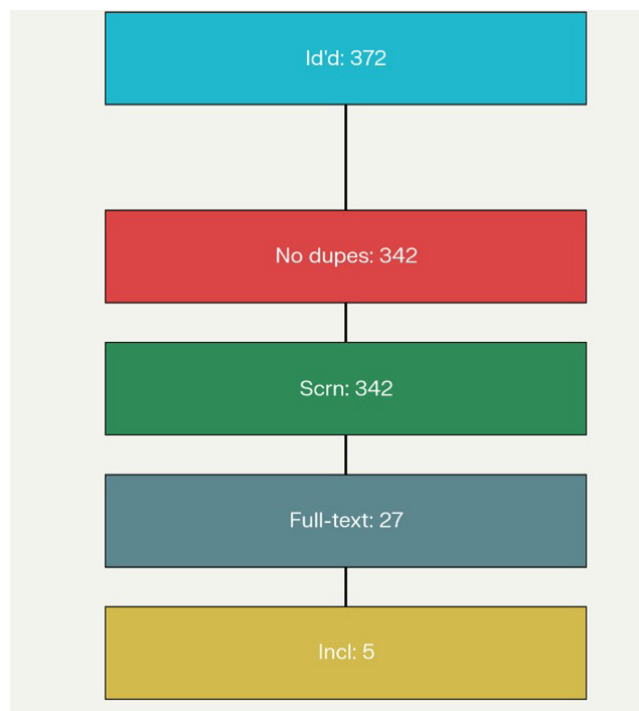 Id'd: 372
No dupes: 342
Scrn: 342
Full-text: 27
Incl: 5